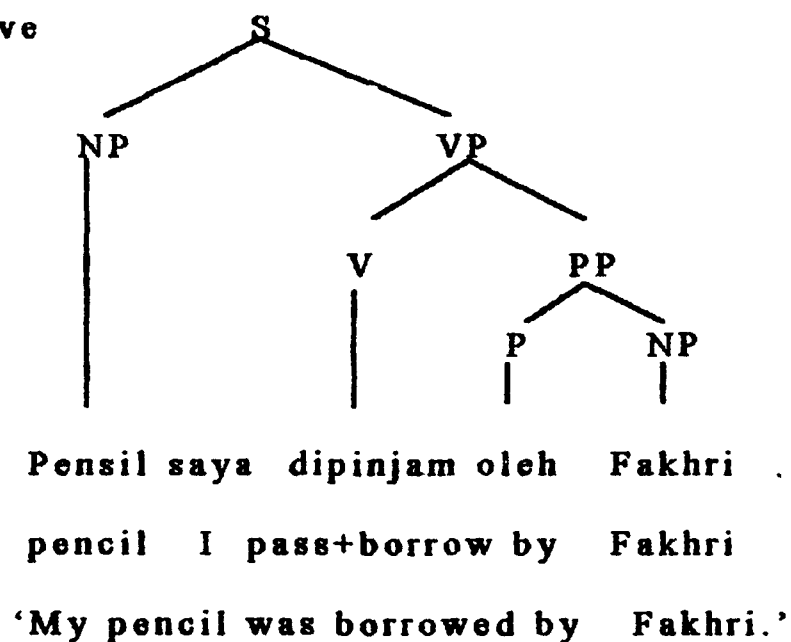 ve
S
NP VP
V PP
P NP
Pensil saya dipinjam oleh Fakhri .
pencil I pass+borrow by Fakhri
‘My pencil was borrowed by Fakhri.’